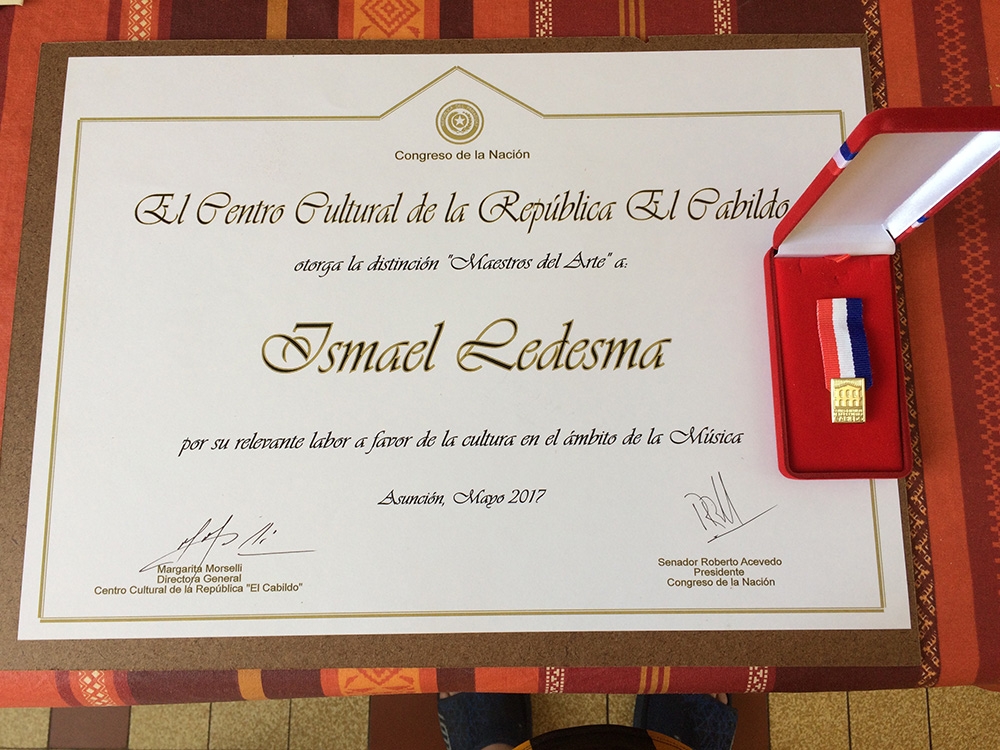 Congreso de la Nación
El Centro Cultural de la República El Cabildo
otorga la distinción "Maestros del Arte" a:
Ismael Ledesma
por su relevante labor a favor de la cultura en el ámbito de la Música
Asunción, Mayo 2017
Margarita Morselli
Directora General
Centro Cultural de la República "El Cabildo"
Senador Roberto Acevedo
Presidente
Congreso de la Nación